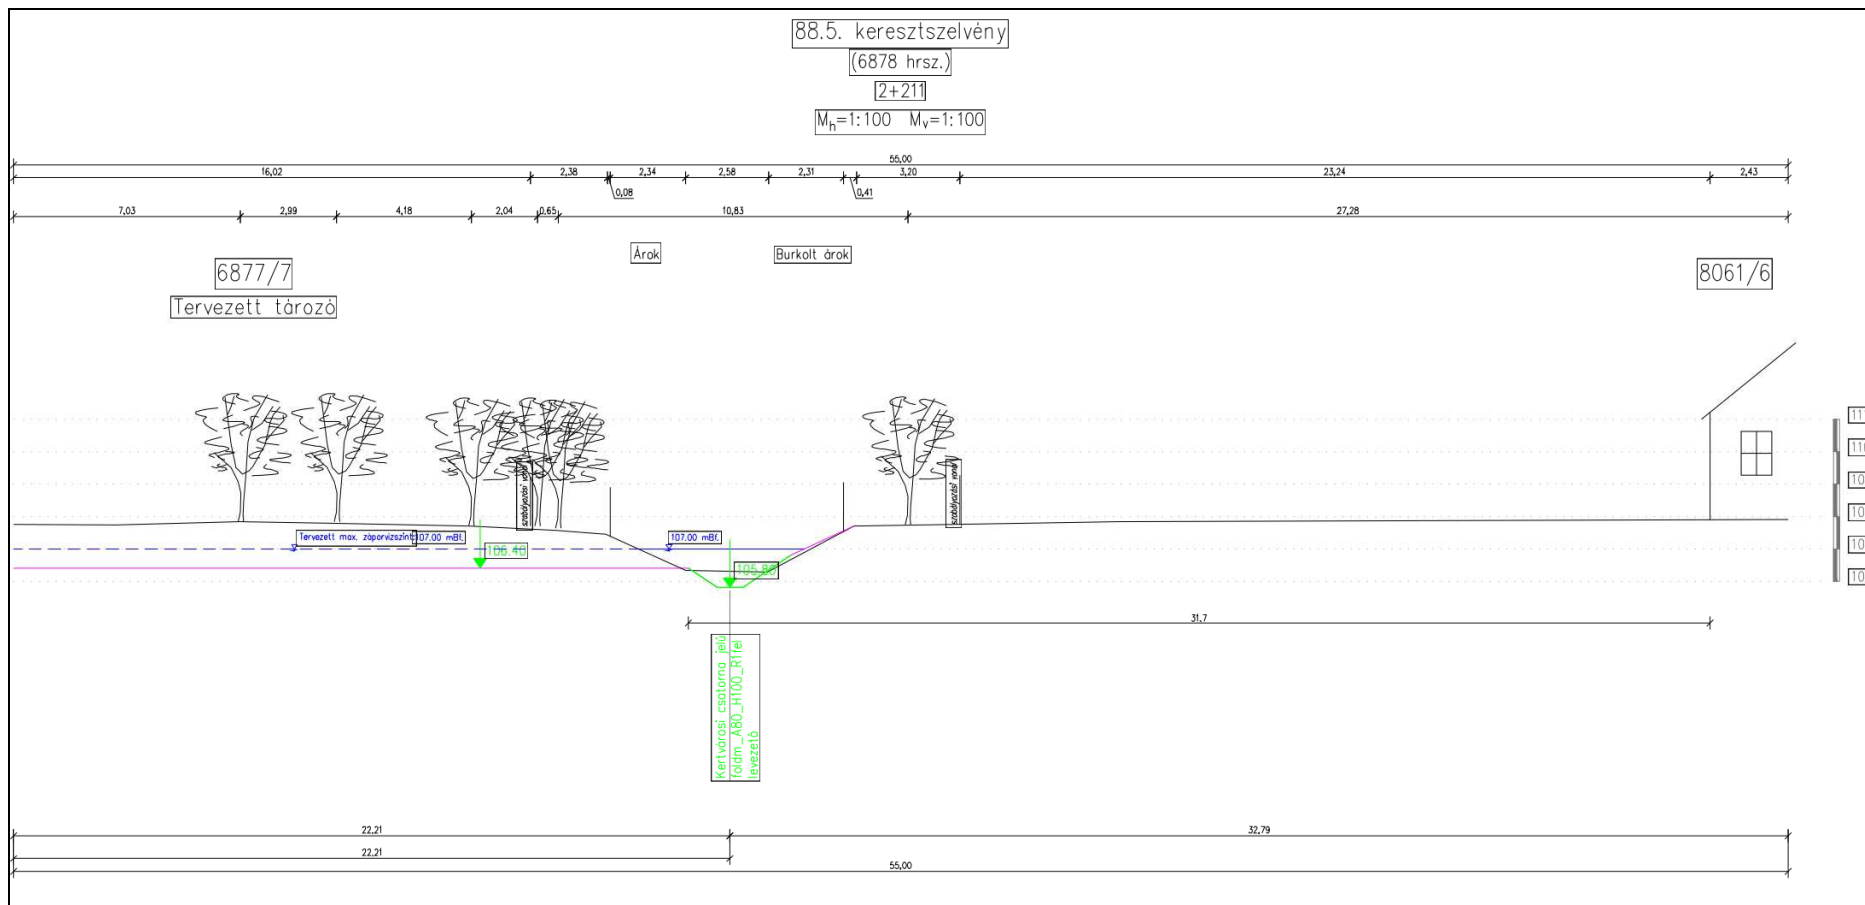 88.5. keresztszelvény
(6878 hrsz.)
2+211
Mₕ=1:100 Mᵥ=1:100
55,00
16,02 2,38 2,34 2,58 2,31 3,20 23,24 2,43
0,08 0,41
7,03 2,99 4,18 2,04 0,65 10,83 27,28
Árok Burkolt árok
6877/7 8061/6
Tervezett tározó
szabályozási vonal szabályozási vonal
Tervezett max. záporvízszint: 107.00 mBf. 107.00 mBf.
106.40
105.80
31,7
Kertvárosi csatorna jelű
földm_A80_H100_R1fel
levezető
22,21 32,79
22,21
55,00